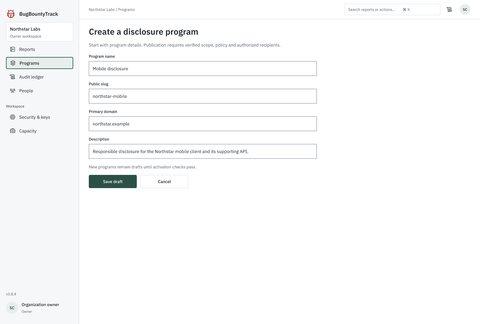 BugBountyTrack
Northstar Labs
Owner workspace
Reports
Programs
Audit ledger
People
Workspace
Security & keys
Capacity
v1.0.4
SC
Organization owner
Owner
Northstar Labs / Programs
Search reports or actions...
⌘ K
SC
Create a disclosure program
Start with program details. Publication requires verified scope, policy and authorized recipients.
Program name
Mobile disclosure
Public slug
northstar-mobile
Primary domain
northstar.example
Description
Responsible disclosure for the Northstar mobile client and its supporting API.
New programs remain drafts until activation checks pass.
Save draft
Cancel